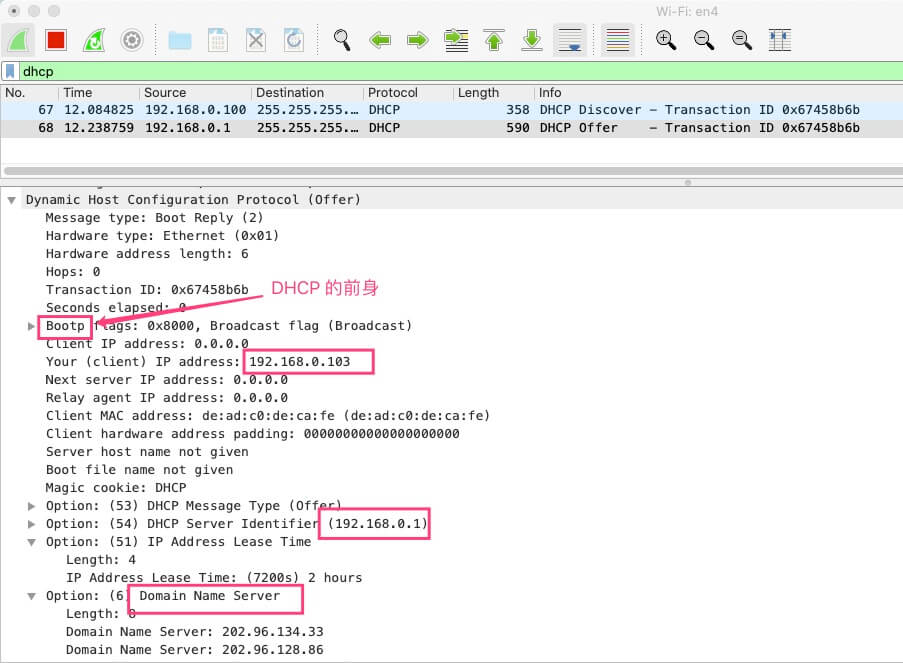 Wi-Fi: en4
dhcp
No. Time Source Destination Protocol Length Info
67 12.084825 192.168.0.100 255.255.255.… DHCP 358 DHCP Discover – Transaction ID 0x67458b6b
68 12.238759 192.168.0.1 255.255.255.… DHCP 590 DHCP Offer – Transaction ID 0x67458b6b
Dynamic Host Configuration Protocol (Offer)
Message type: Boot Reply (2)
Hardware type: Ethernet (0x01)
Hardware address length: 6
Hops: 0
Transaction ID: 0x67458b6b
DHCP 的前身
Seconds elapsed: 0
Bootp flags: 0x8000, Broadcast flag (Broadcast)
Client IP address: 0.0.0.0
Your (client) IP address: 192.168.0.103
Next server IP address: 0.0.0.0
Relay agent IP address: 0.0.0.0
Client MAC address: de:ad:c0:de:ca:fe (de:ad:c0:de:ca:fe)
Client hardware address padding: 00000000000000000000
Server host name not given
Boot file name not given
Magic cookie: DHCP
Option: (53) DHCP Message Type (Offer)
Option: (54) DHCP Server Identifier (192.168.0.1)
Option: (51) IP Address Lease Time
Length: 4
IP Address Lease Time: (7200s) 2 hours
Option: (6) Domain Name Server
Length: 8
Domain Name Server: 202.96.134.33
Domain Name Server: 202.96.128.86